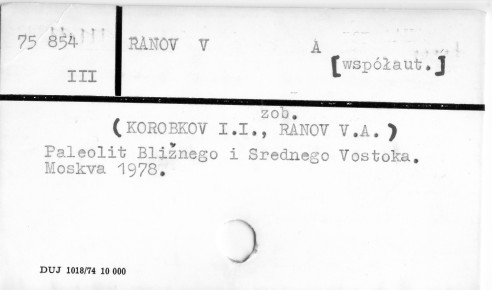 75 854
III
RANOV V A
[współaut.]
zob.
(KOROBKOV I.I., RANOV V.A.)
Paleolit Bližnego i Srednego Vostoka.
Moskva 1978.
DUJ 1018/74 10 000